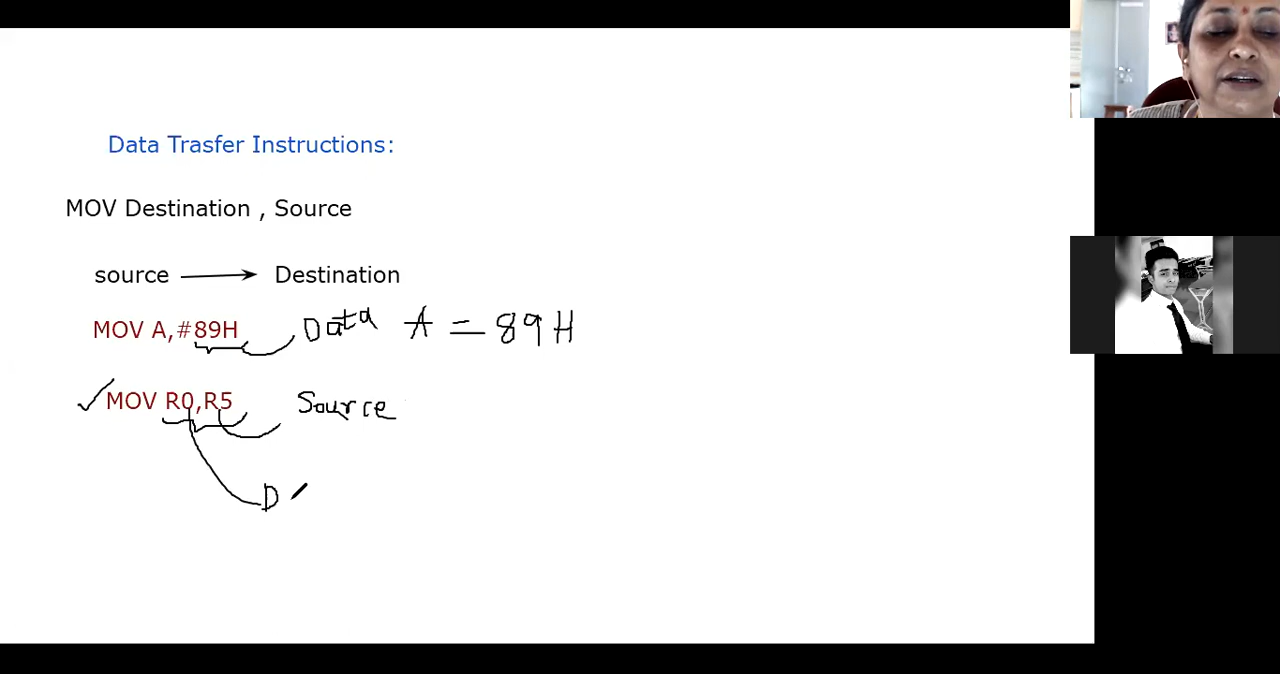 Data Trasfer Instructions:
MOV Destination , Source
source Destination
MOV A,#89H Data A = 89H
MOV R0,R5 Source
D